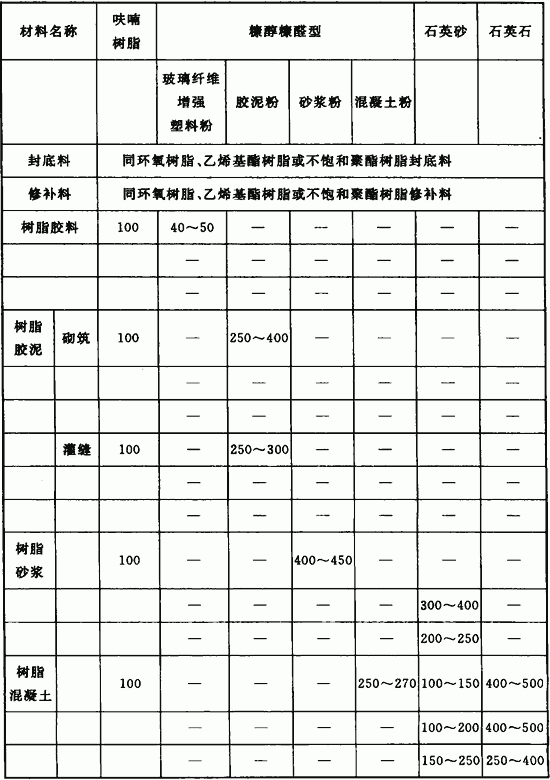 材料名称 呋喃树脂 糠醇糠醛型 石英砂 石英石
玻璃纤维增强塑料粉 胶泥粉 砂浆粉 混凝土粉
封底料 同环氧树脂、乙烯基酯树脂或不饱和聚酯树脂封底料
修补料 同环氧树脂、乙烯基酯树脂或不饱和聚酯树脂修补料
树脂胶料 100 40～50 — — — — —
— — — — — —
— — — — — —
树脂胶泥 砌筑 100 — 250～400 — — — —
— — — — — —
— — — — — —
灌缝 100 — 250～300 — — — —
— — — — — —
— — — — — —
树脂砂浆 100 — — 400～450 — — —
— — — — 300～400 —
— — — — 200～250 —
树脂混凝土 100 — — — 250～270 100～150 400～500
— — — — 100～200 400～500
— — — — 150～250 250～400